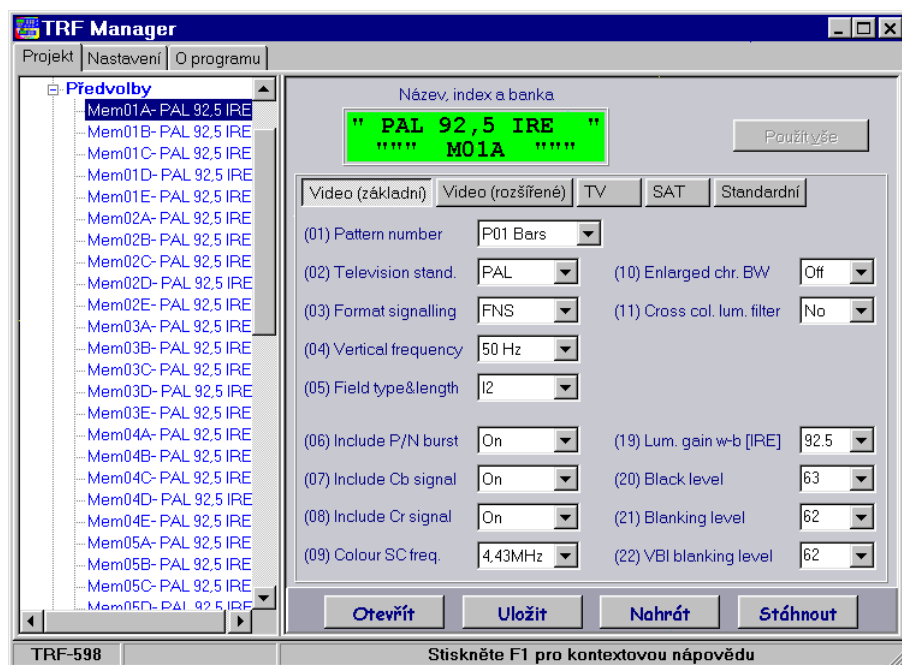 TRF Manager
Projekt Nastavení O programu
Předvolby
Mem01A- PAL 92,5 IRE
Mem01B- PAL 92,5 IRE
Mem01C- PAL 92,5 IRE
Mem01D- PAL 92,5 IRE
Mem01E- PAL 92,5 IRE
Mem02A- PAL 92,5 IRE
Mem02B- PAL 92,5 IRE
Mem02C- PAL 92,5 IRE
Mem02D- PAL 92,5 IRE
Mem02E- PAL 92,5 IRE
Mem03A- PAL 92,5 IRE
Mem03B- PAL 92,5 IRE
Mem03C- PAL 92,5 IRE
Mem03D- PAL 92,5 IRE
Mem03E- PAL 92,5 IRE
Mem04A- PAL 92,5 IRE
Mem04B- PAL 92,5 IRE
Mem04C- PAL 92,5 IRE
Mem04D- PAL 92,5 IRE
Mem04E- PAL 92,5 IRE
Mem05A- PAL 92,5 IRE
Mem05B- PAL 92,5 IRE
Mem05C- PAL 92,5 IRE
Mem05D- PAL 92,5 IRE
Název, index a banka
" PAL 92,5 IRE "
""" M01A """
Použít vše
Video (základní) Video (rozšířené) TV SAT Standardní
(01) Pattern number P01 Bars
(02) Television stand. PAL (10) Enlarged chr. BW Off
(03) Format signalling FNS (11) Cross col. lum. filter No
(04) Vertical frequency 50 Hz
(05) Field type&length I2
(06) Include P/N burst On (19) Lum. gain w-b [IRE] 92.5
(07) Include Cb signal On (20) Black level 63
(08) Include Cr signal On (21) Blanking level 62
(09) Colour SC freq. 4,43MHz (22) VBI blanking level 62
Otevřít Uložit Nahrát Stáhnout
TRF-598 Stiskněte F1 pro kontextovou nápovědu